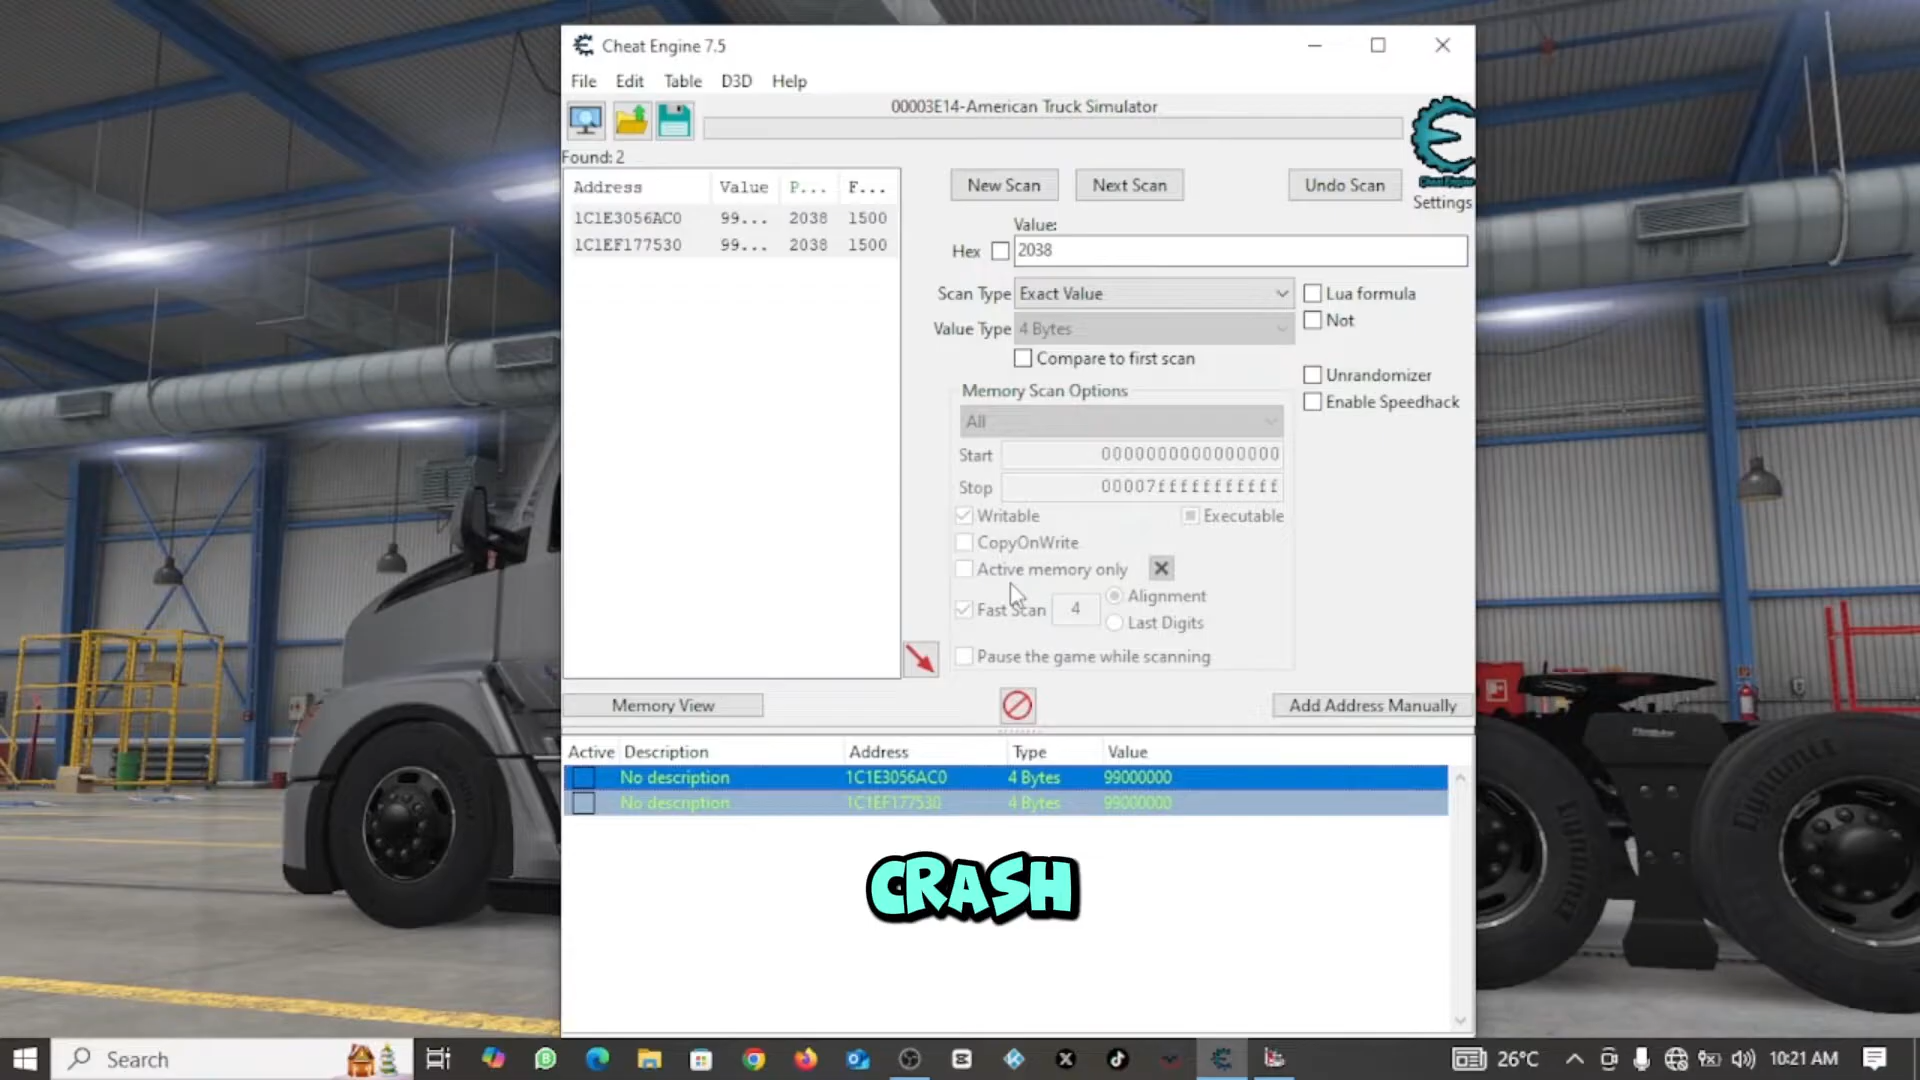 Cheat Engine 7.5
File Edit Table D3D Help
00003E14-American Truck Simulator
Found: 2
Address Value P... F...
1C1E3056AC0 99... 2038 1500
1C1EF177530 99... 2038 1500
New Scan Next Scan Undo Scan
Cheat Engine
Settings
Value:
Hex 2038
Scan Type Exact Value Lua formula
Not
Value Type 4 Bytes
Compare to first scan
Unrandomizer
Enable Speedhack
Memory Scan Options
All
Start 0000000000000000
Stop 00007fffffffffff
Writable Executable
CopyOnWrite
Active memory only
Fast Scan 4 Alignment
Last Digits
Pause the game while scanning
Memory View Add Address Manually
Active Description Address Type Value
No description 1C1E3056AC0 4 Bytes 99000000
No description 1C1EF177530 4 Bytes 99000000
CRASH
Search
26°C 10:21 AM